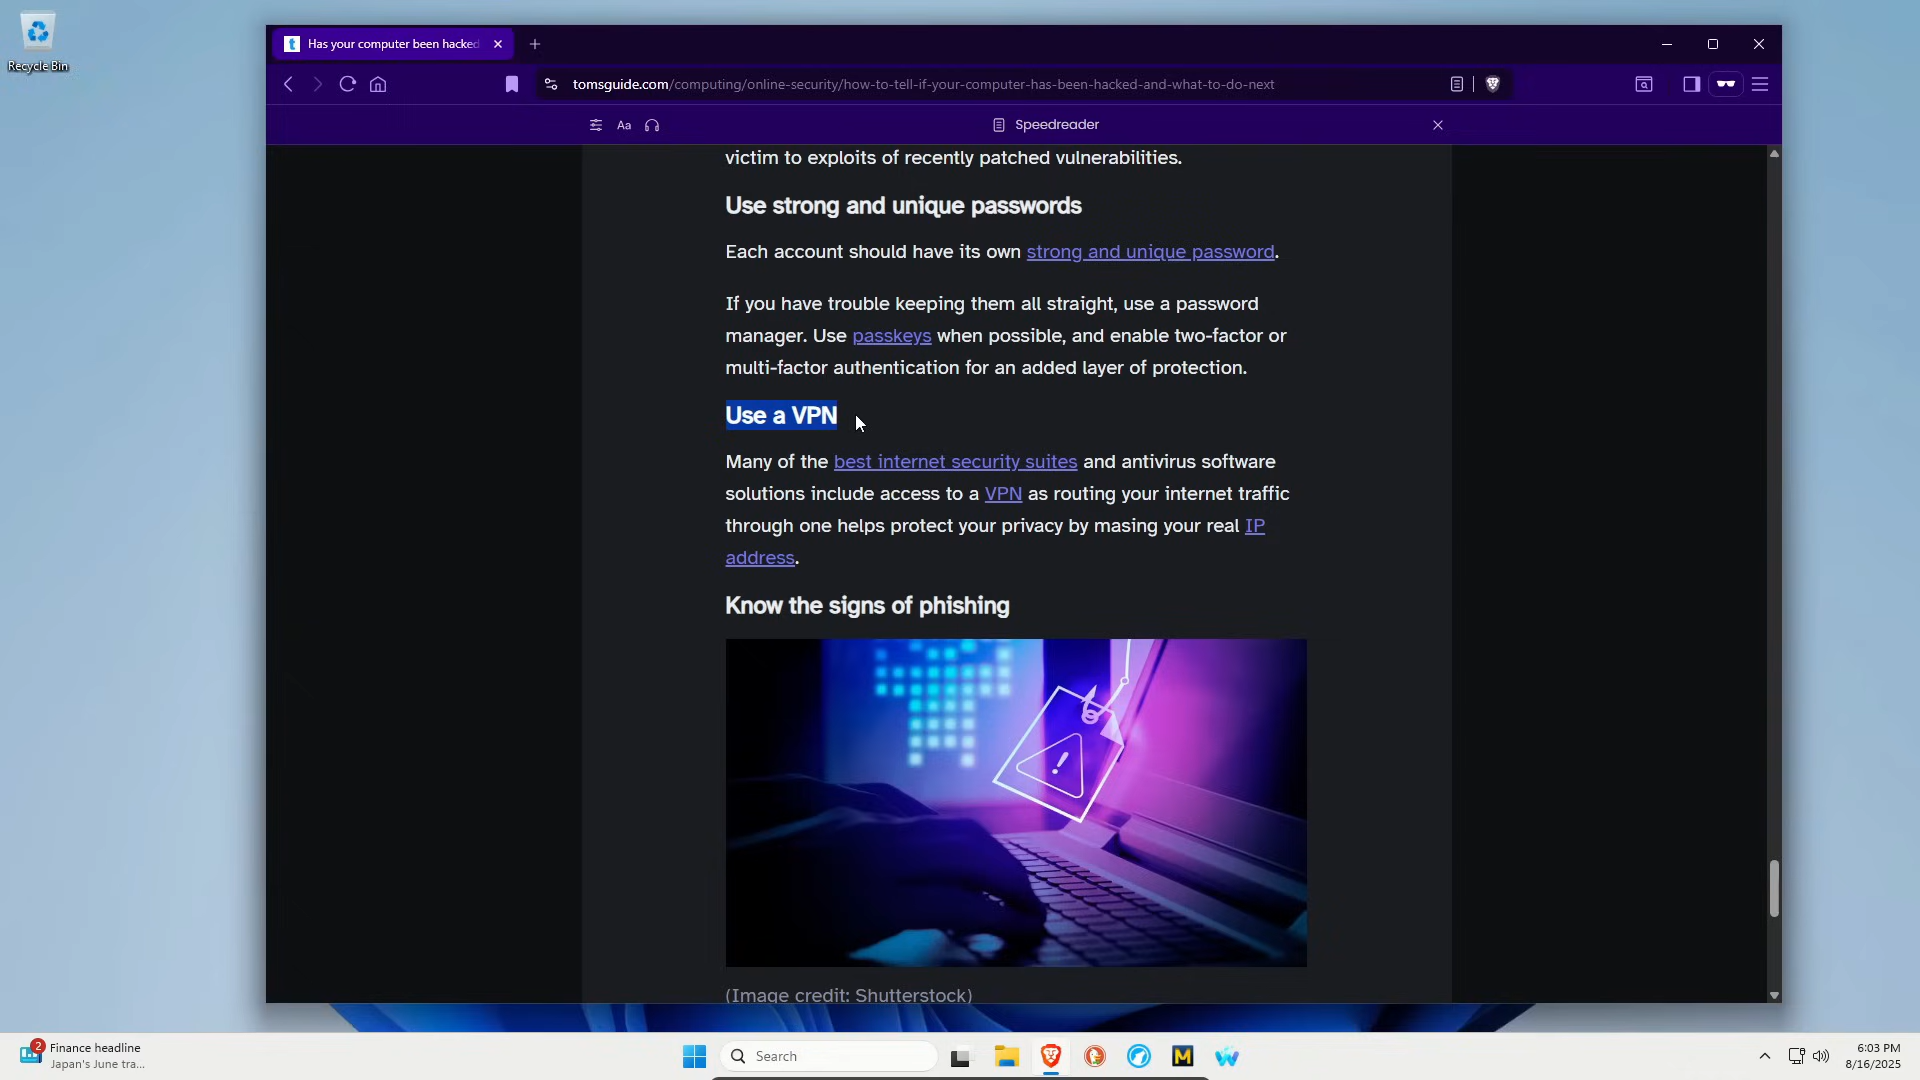 Recycle Bin
Has your computer been hacked
tomsguide.com/computing/online-security/how-to-tell-if-your-computer-has-been-hacked-and-what-to-do-next
Aa
Speedreader
victim to exploits of recently patched vulnerabilities.
Use strong and unique passwords
Each account should have its own strong and unique password.
If you have trouble keeping them all straight, use a password
manager. Use passkeys when possible, and enable two-factor or
multi-factor authentication for an added layer of protection.
Use a VPN
Many of the best internet security suites and antivirus software
solutions include access to a VPN as routing your internet traffic
through one helps protect your privacy by masing your real IP
address.
Know the signs of phishing
(Image credit: Shutterstock)
2
Finance headline
Japan's June tra...
Search
M
6:03 PM
8/16/2025